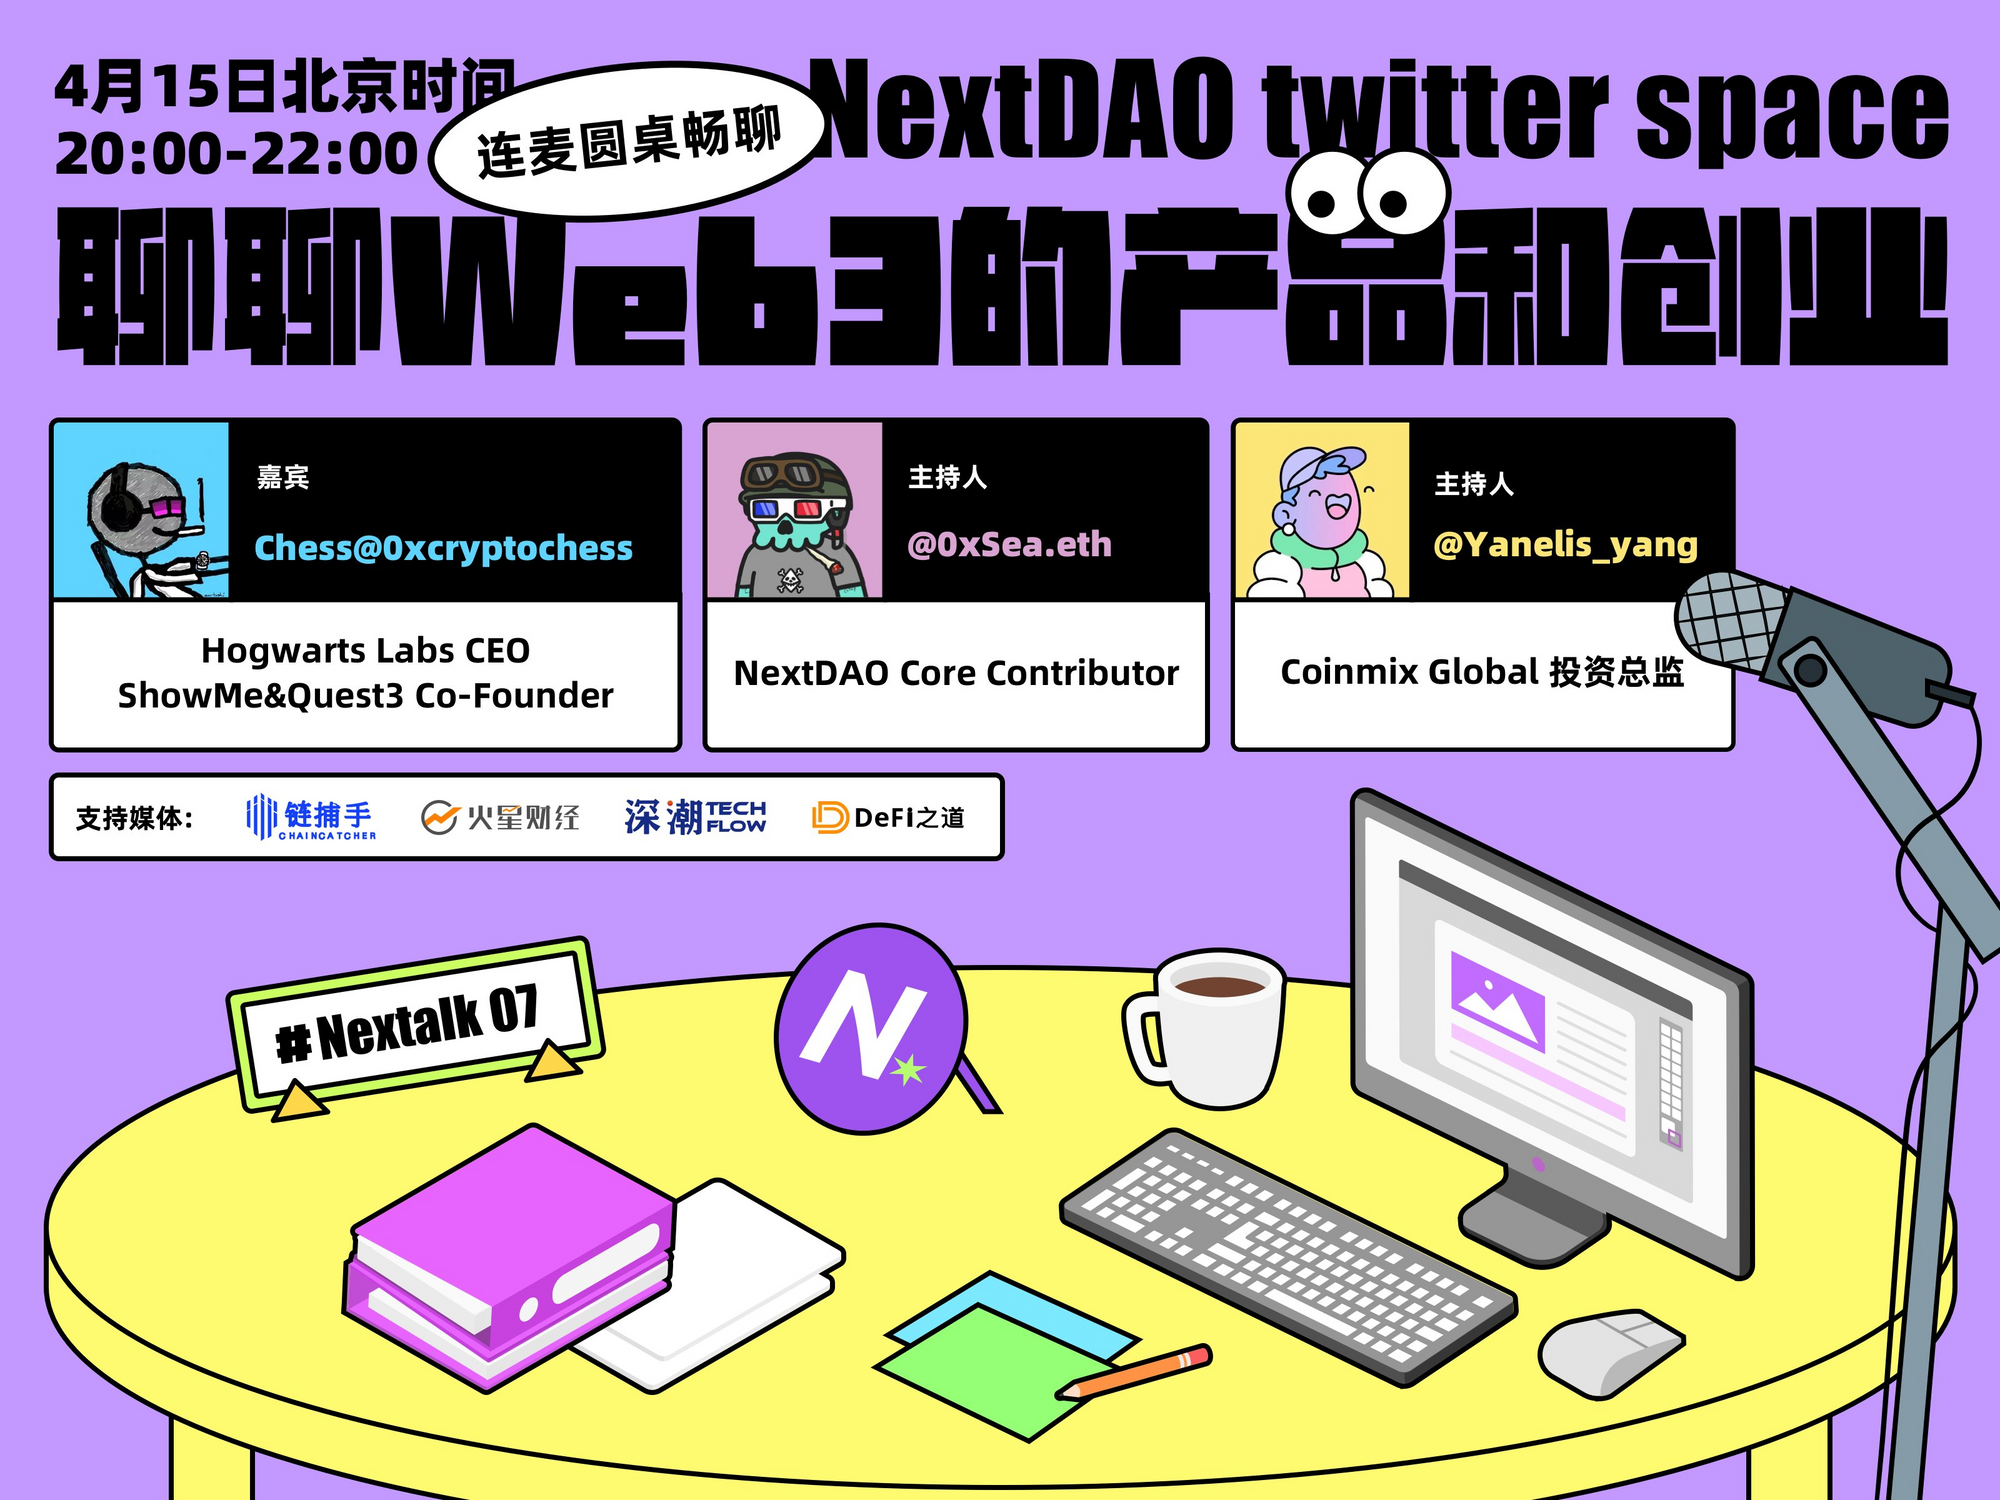 4月15日北京时间
20:00-22:00
连麦圆桌畅聊
NextDAO twitter space
聊聊Web3的产品和创业
嘉宾
Chess@0xcryptochess
Hogwarts Labs CEO
ShowMe&Quest3 Co-Founder
主持人
@0xSea.eth
NextDAO Core Contributor
主持人
@Yanelis_yang
Coinmix Global 投资总监
支持媒体:
链捕手
CHAINCATCHER
火星财经
深潮TECH FLOW
DeFi之道
#Nextalk 07
N